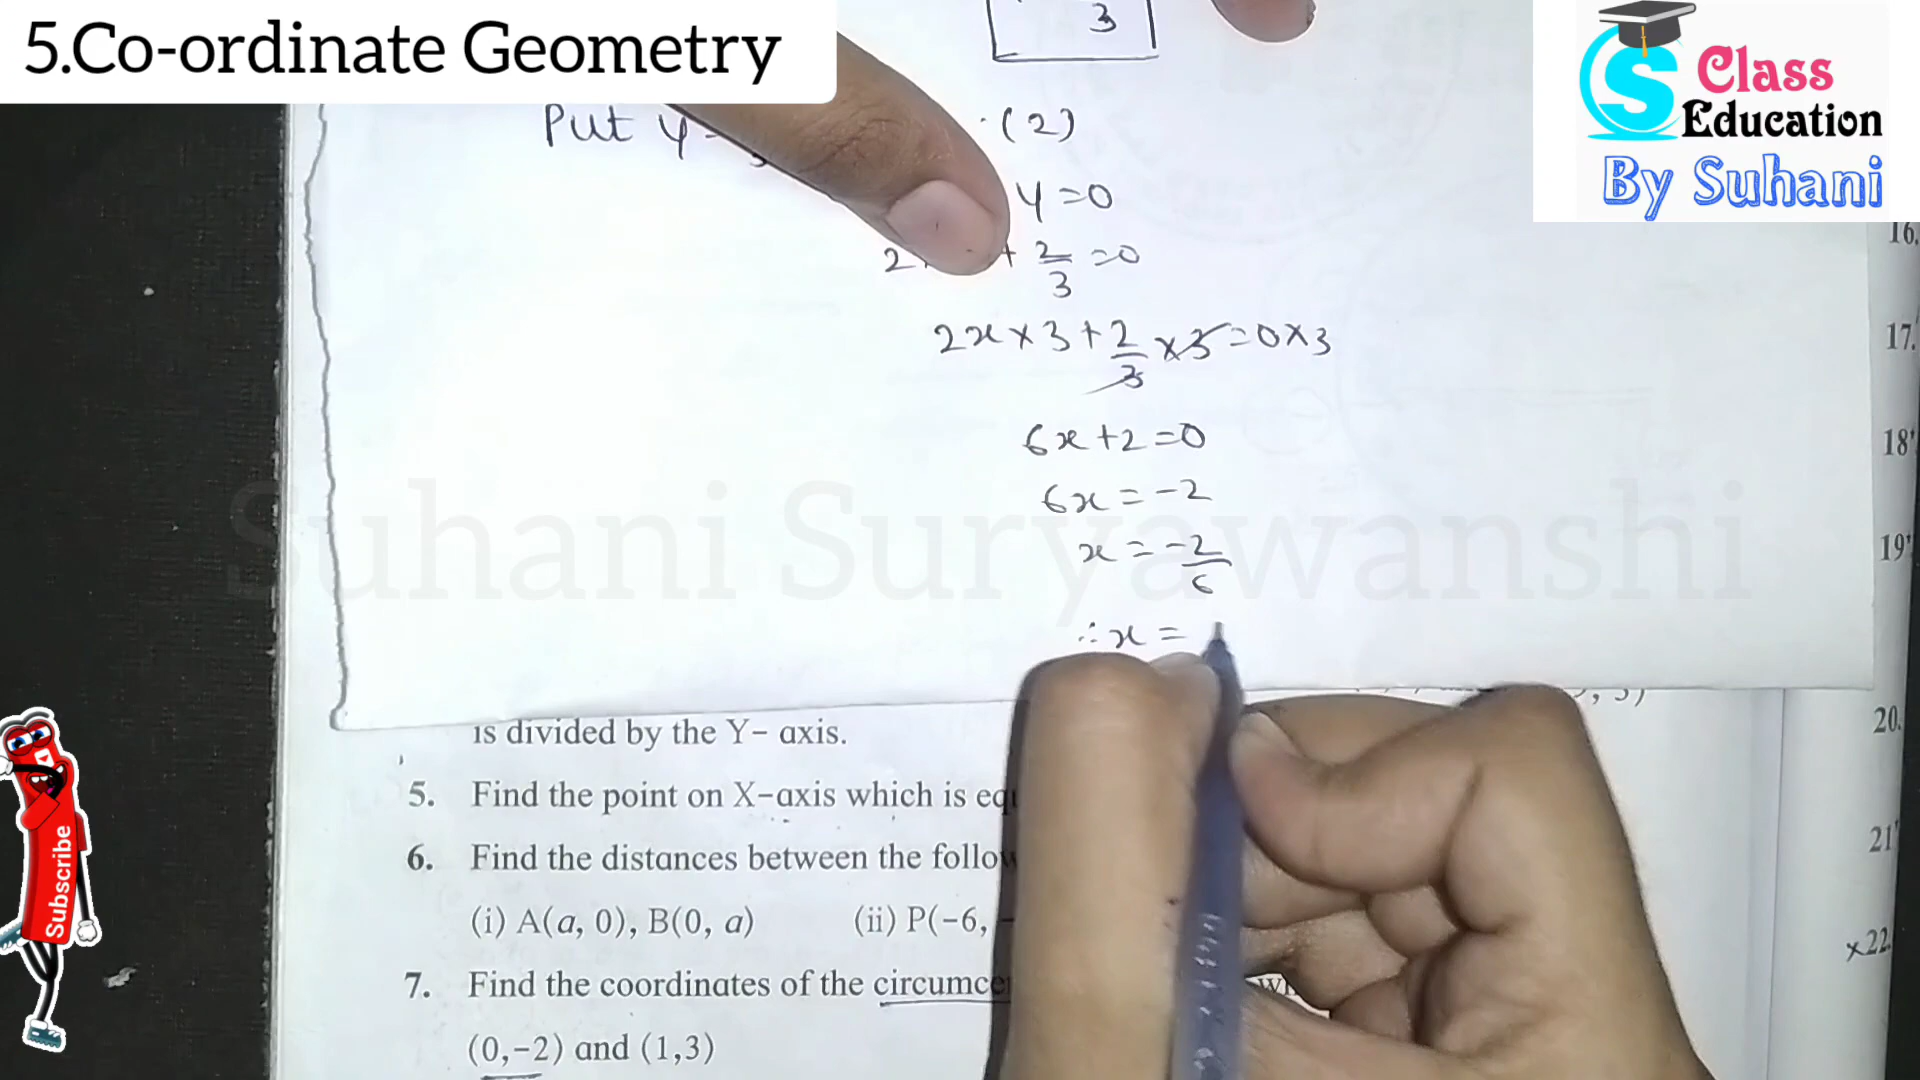 5.Co-ordinate Geometry
Class
Education
By Suhani
3
Put y =
(2)
y =0
2 + 2/3 =0
2x × 3 + 2/3 × 3 = 0×3
6x +2 =0
6x = -2
x = -2/6
∴ x =
Suhani Suryawanshi
is divided by the Y- axis.
5. Find the point on X-axis which is
6. Find the distances between the
(i) A(a, 0), B(0, a) (ii) P(-6,
7. Find the coordinates of the
(0,-2) and (1,3)
16.
17.
18.
19.
20.
21.
×22.
Subscribe